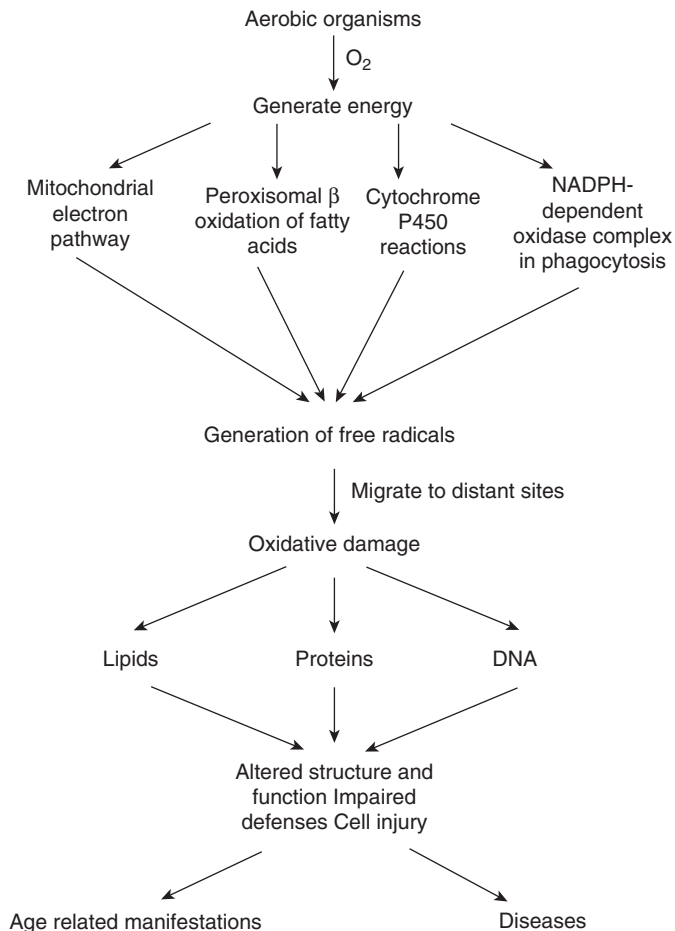 Aerobic organisms
O₂
Generate energy
Mitochondrial
electron
pathway
Peroxisomal β
oxidation of fatty
acids
Cytochrome
P450
reactions
NADPH-
dependent
oxidase complex
in phagocytosis
Generation of free radicals
Migrate to distant sites
Oxidative damage
Lipids
Proteins
DNA
Altered structure and
function Impaired
defenses Cell injury
Age related manifestations
Diseases